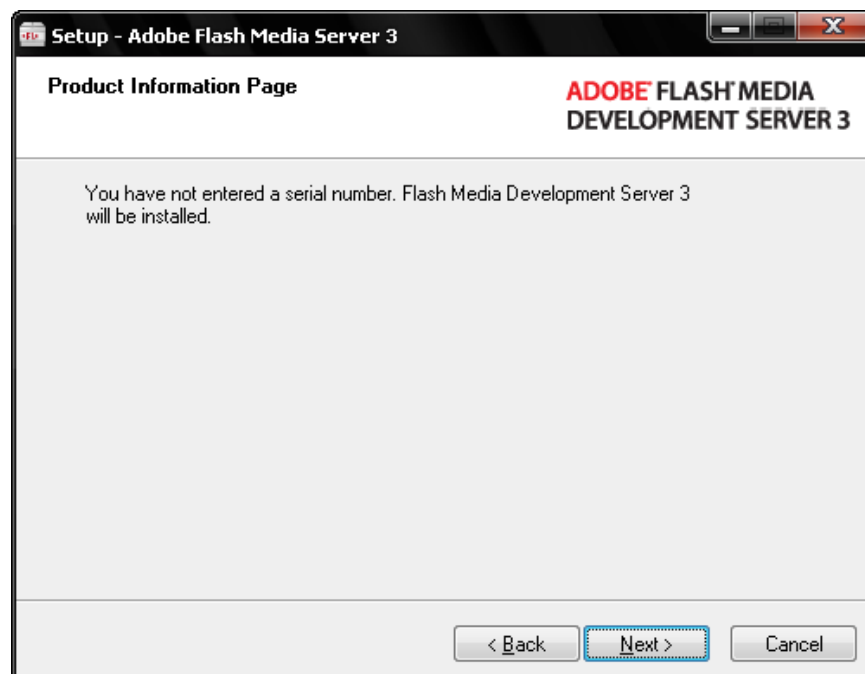 Setup - Adobe Flash Media Server 3
Product Information Page
ADOBE® FLASH® MEDIA
DEVELOPMENT SERVER 3
You have not entered a serial number. Flash Media Development Server 3
will be installed.
< Back
Next >
Cancel